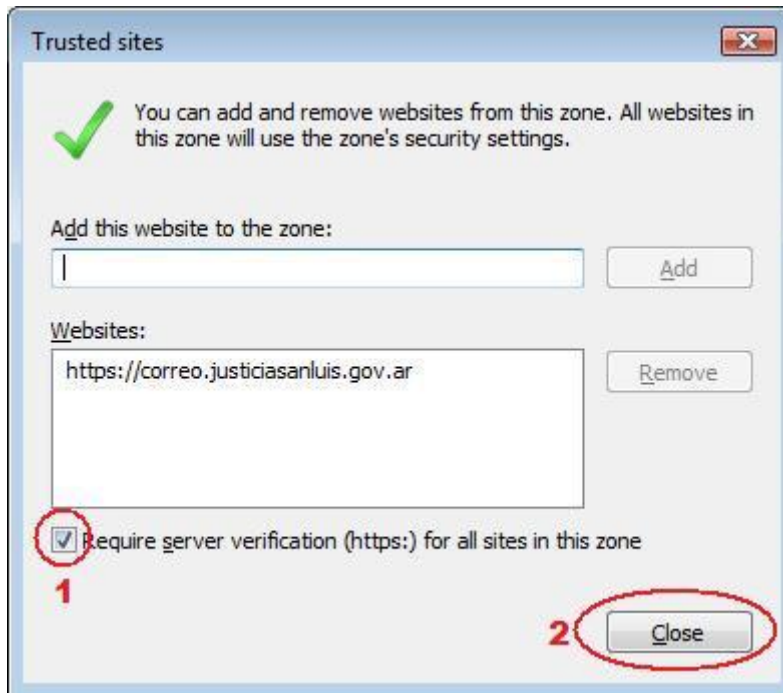 Trusted sites
You can add and remove websites from this zone. All websites in
this zone will use the zone's security settings.
Add this website to the zone:
Add
Websites:
https://correo.justiciasanluis.gov.ar
Remove
Require server verification (https:) for all sites in this zone
1
2
Close